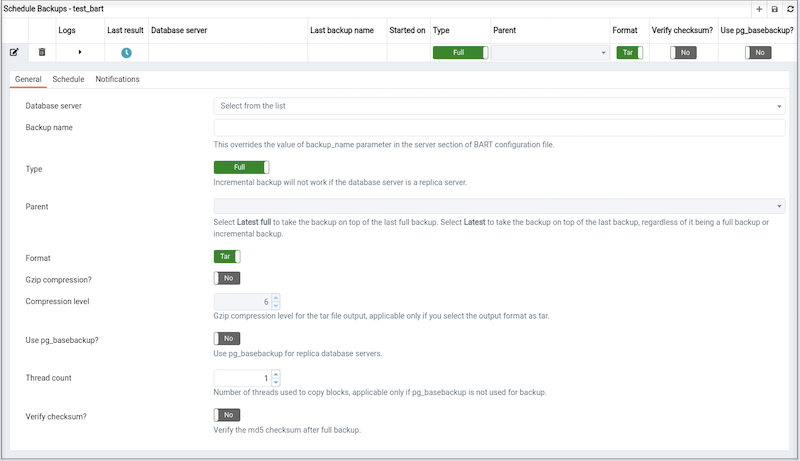 Schedule Backups - test_bart
Logs Last result Database server Last backup name Started on Type Parent Format Verify checksum? Use pg_basebackup?
Full Tar No No
General Schedule Notifications
Database server Select from the list
Backup name
This overrides the value of backup_name parameter in the server section of BART configuration file.
Type Full
Incremental backup will not work if the database server is a replica server.
Parent
Select Latest full to take the backup on top of the last full backup. Select Latest to take the backup on top of the last backup, regardless of it being a full backup or
incremental backup.
Format Tar
Gzip compression? No
Compression level 6
Gzip compression level for the tar file output, applicable only if you select the output format as tar.
Use pg_basebackup? No
Use pg_basebackup for replica database servers.
Thread count 1
Number of threads used to copy blocks, applicable only if pg_basebackup is not used for backup.
Verify checksum? No
Verify the md5 checksum after full backup.